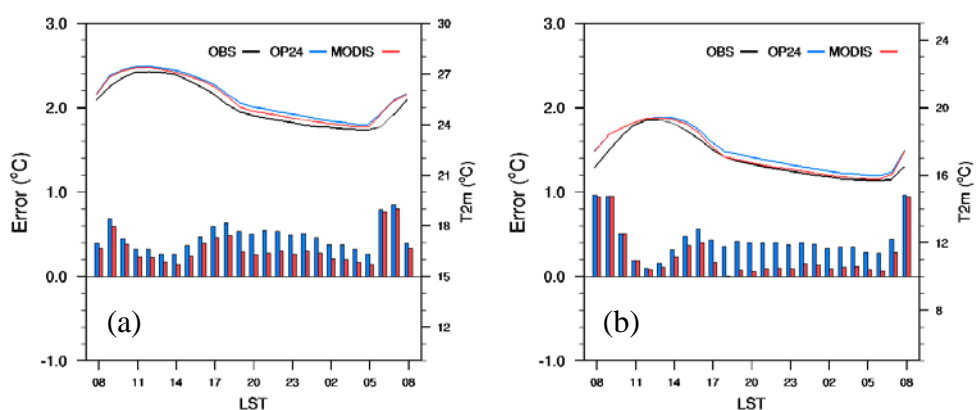 3.0
2.0
1.0
0.0
-1.0
Error (°C)
OBS OP24 MODIS
30
27
24
21
18
15
12
T2m (°C)
(a)
08 11 14 17 20 23 02 05 08
LST
3.0
2.0
1.0
0.0
-1.0
Error (°C)
OBS OP24 MODIS
24
20
16
12
8
T2m (°C)
(b)
08 11 14 17 20 23 02 05 08
LST